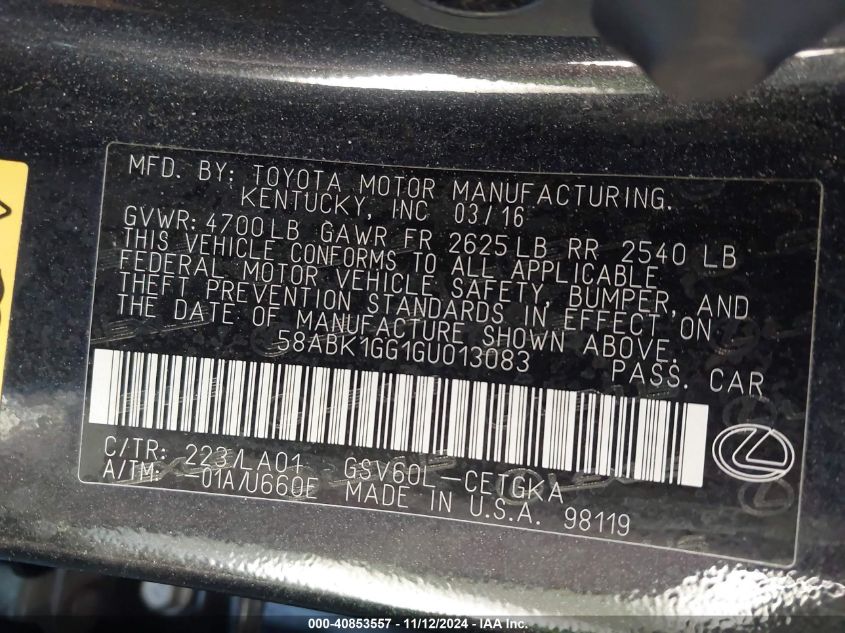 MFD. BY: TOYOTA MOTOR MANUFACTURING.
KENTUCKY, INC 03/16
GVWR: 4700LB GAWR FR 2625LB RR 2540 LB
THIS VEHICLE CONFORMS TO ALL APPLICABLE
FEDERAL MOTOR VEHICLE SAFETY, BUMPER, AND
THEFT PREVENTION STANDARDS IN EFFECT ON
THE DATE OF MANUFACTURE SHOWN ABOVE.
58ABK1GG1GU013083 PASS. CAR
C/TR: 223/LA01 GSV60L-CETGKA
A/TM: -01A/U660E MADE IN U.S.A. 98119
000-40853557 - 11/12/2024 - IAA Inc.